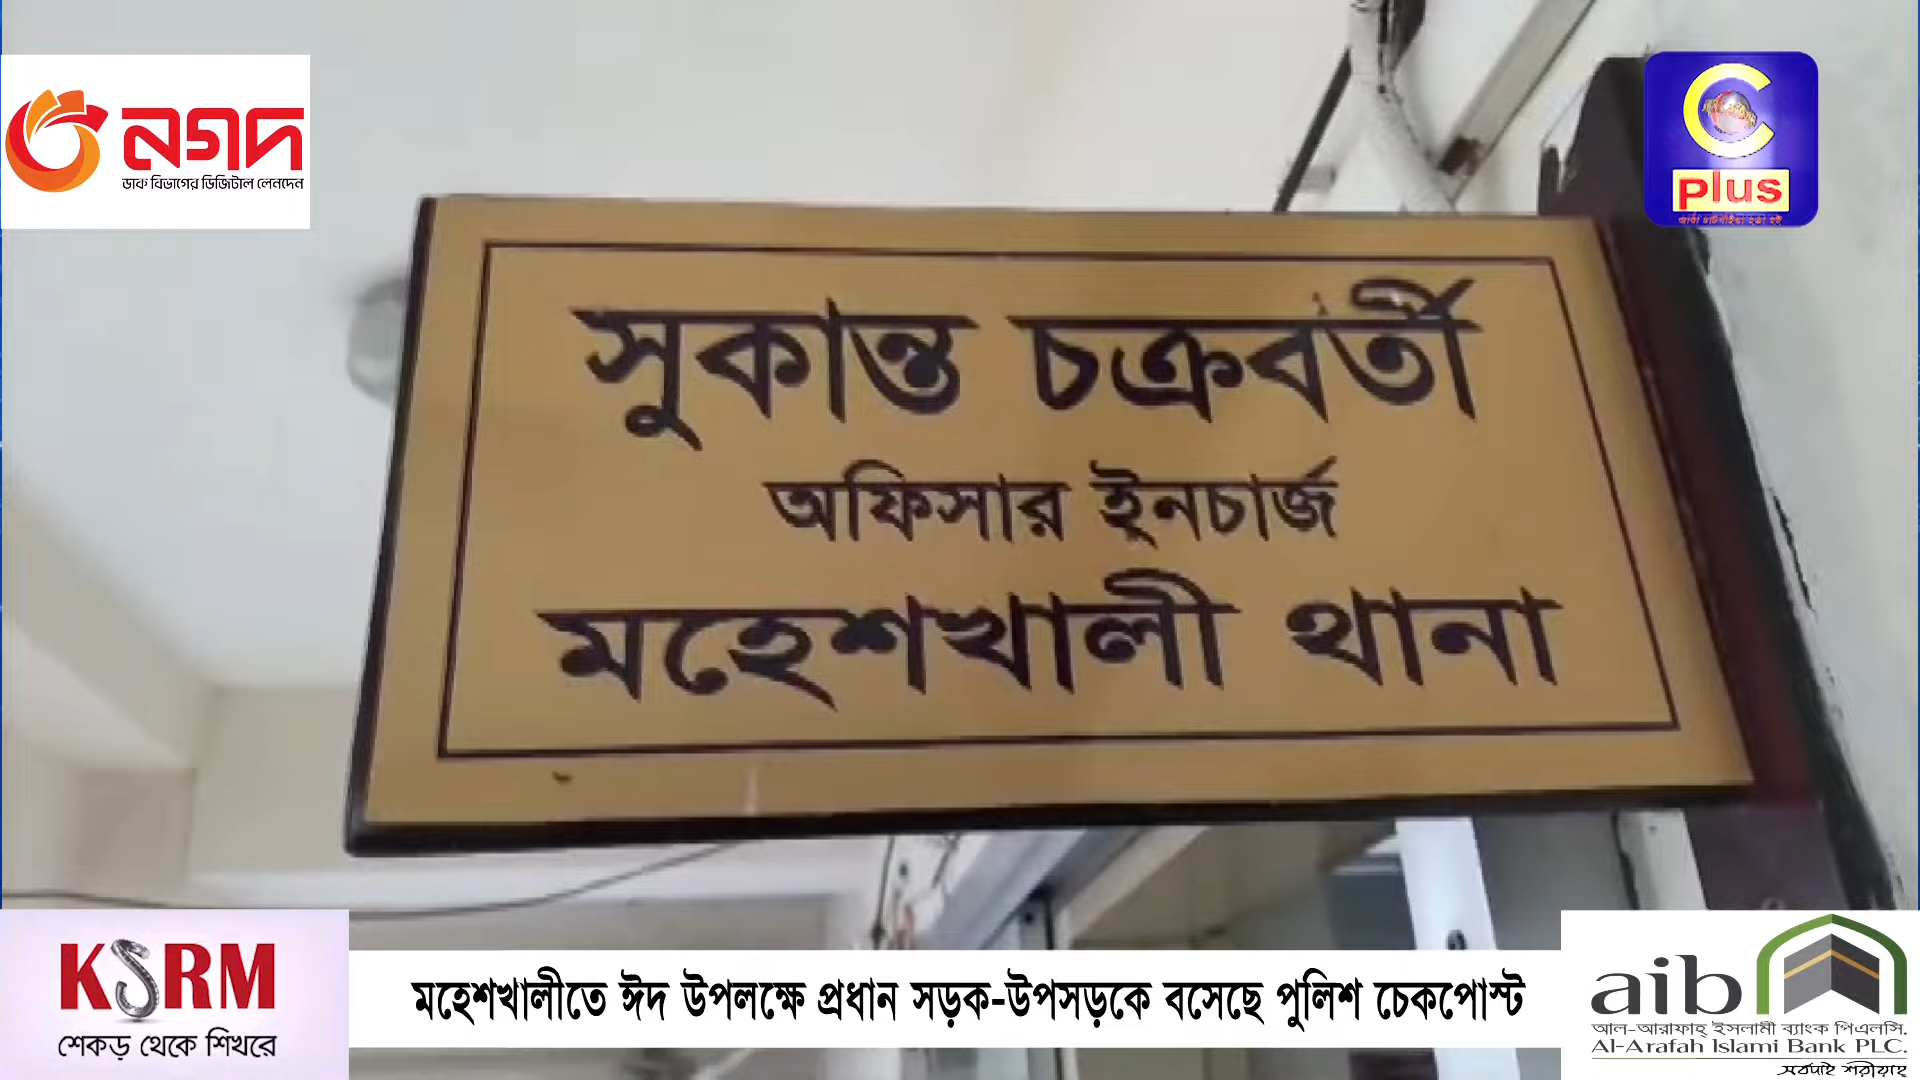 নগদ
ডাক বিভাগের ডিজিটাল লেনদেন
C
plus
সুকান্ত চক্রবর্তী
অফিসার ইনচার্জ
মহেশখালী থানা
KSRM
শেকড় থেকে শিখরে
মহেশখালীতে ঈদ উপলক্ষে প্রধান সড়ক-উপসড়কে বসেছে পুলিশ চেকপোস্ট
aib
আল-আরাফাহ্ ইসলামী ব্যাংক পিএলসি.
Al-Arafah Islami Bank PLC.